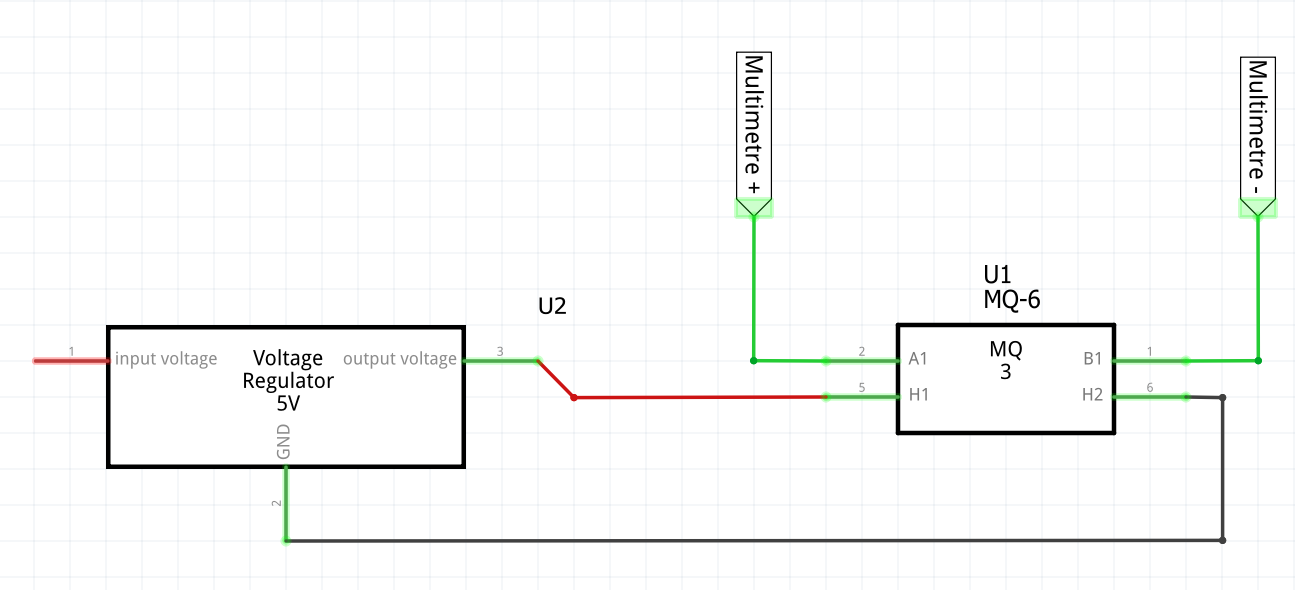 Multimetre +
Multimetre -
U1
MQ-6
U2
1
input voltage
Voltage
Regulator
5V
output voltage
3
GND
2
2
A1
MQ
3
B1
1
5
H1
H2
6